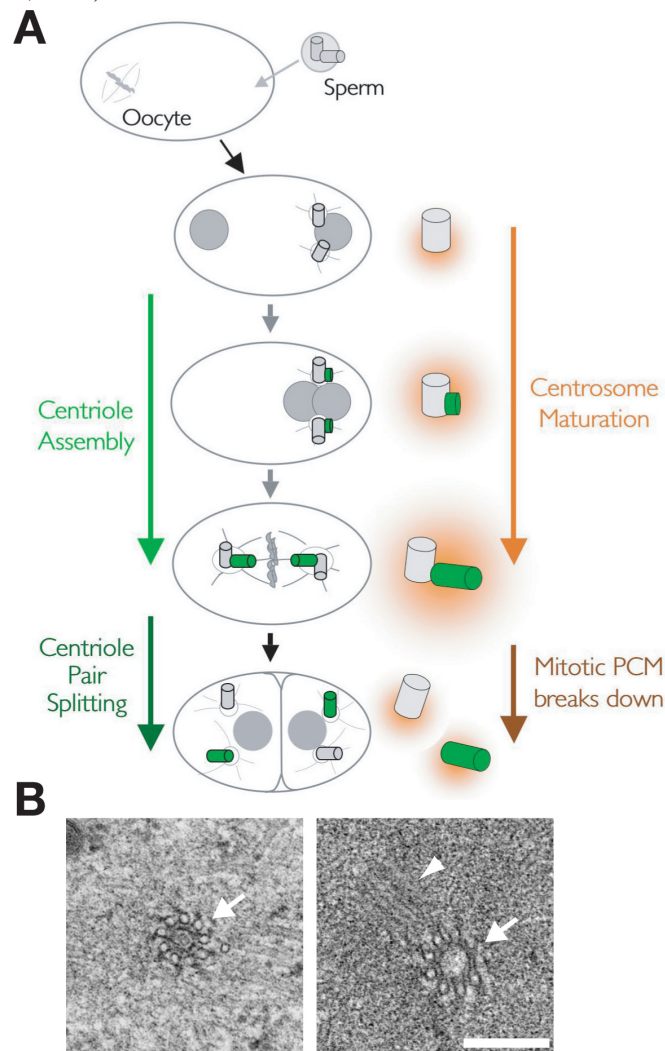 A
Sperm
Oocyte
Centriole
Assembly
Centrosome
Maturation
Centriole
Pair
Splitting
Mitotic PCM
breaks down
B